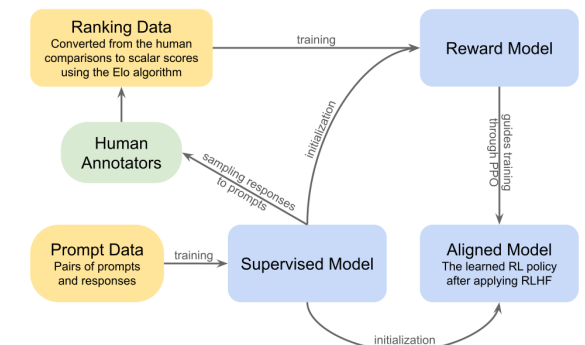 Ranking Data
Converted from the human
comparisons to scalar scores
using the Elo algorithm
training
Reward Model
Human
Annotators
sampling responses
to prompts
initialization
guides training
through PPO
Prompt Data
Pairs of prompts
and responses
training
Supervised Model
Aligned Model
The learned RL policy
after applying RLHF
initialization